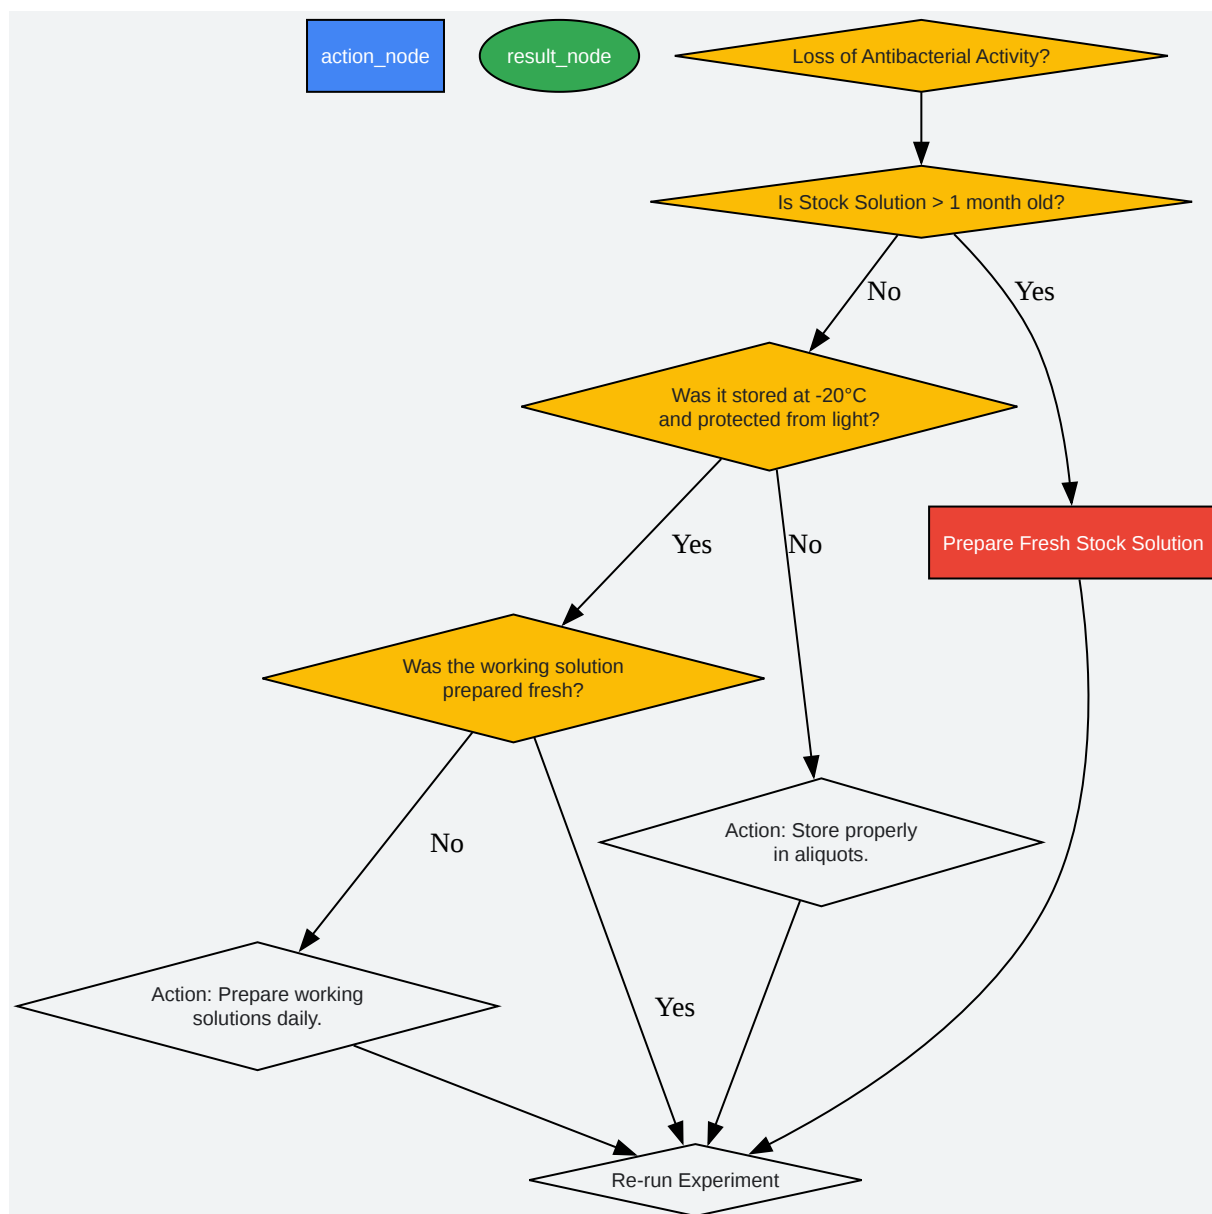 action_node
result_node
Loss of Antibacterial Activity?
Is Stock Solution > 1 month old?
No
Yes
Was it stored at -20°C
and protected from light?
Yes
No
Prepare Fresh Stock Solution
Was the working solution
prepared fresh?
No
Action: Store properly
in aliquots.
Action: Prepare working
solutions daily.
Yes
Re-run Experiment